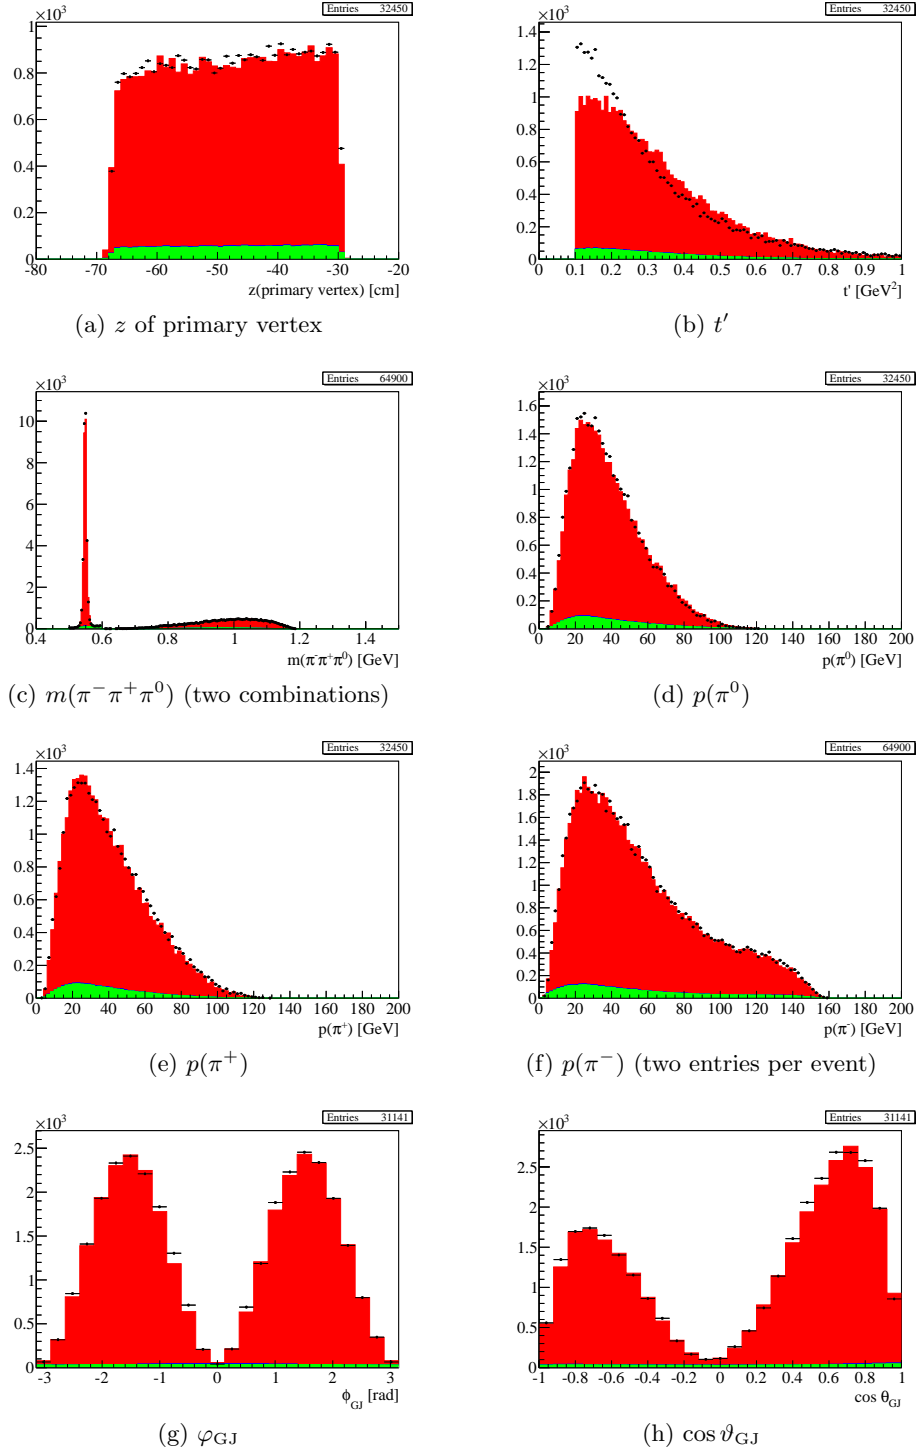 Entries 32450
×10³
1
0.8
0.6
0.4
0.2
0
-80 -70 -60 -50 -40 -30 -20
z(primary vertex) [cm]
(a) z of primary vertex
Entries 32450
×10³
1.4
1.2
1
0.8
0.6
0.4
0.2
0
0 0.1 0.2 0.3 0.4 0.5 0.6 0.7 0.8 0.9 1
t' [GeV²]
(b) t′
Entries 64900
×10³
10
8
6
4
2
0
0.4 0.6 0.8 1 1.2 1.4
m(π⁻π⁺π⁰) [GeV]
(c) m(π⁻π⁺π⁰) (two combinations)
Entries 32450
×10³
1.6
1.4
1.2
1
0.8
0.6
0.4
0.2
0
0 20 40 60 80 100 120 140 160 180 200
p(π⁰) [GeV]
(d) p(π⁰)
Entries 32450
×10³
1.4
1.2
1
0.8
0.6
0.4
0.2
0
0 20 40 60 80 100 120 140 160 180 200
p(π⁺) [GeV]
(e) p(π⁺)
Entries 64900
×10³
2
1.8
1.6
1.4
1.2
1
0.8
0.6
0.4
0.2
0
0 20 40 60 80 100 120 140 160 180 200
p(π⁻) [GeV]
(f) p(π⁻) (two entries per event)
Entries 31141
×10³
2.5
2
1.5
1
0.5
0
-3 -2 -1 0 1 2 3
ϕ_GJ [rad]
(g) φ_GJ
Entries 31141
×10³
2.5
2
1.5
1
0.5
0
-1 -0.8 -0.6 -0.4 -0.2 0 0.2 0.4 0.6 0.8 1
cos θ_GJ
(h) cos ϑ_GJ